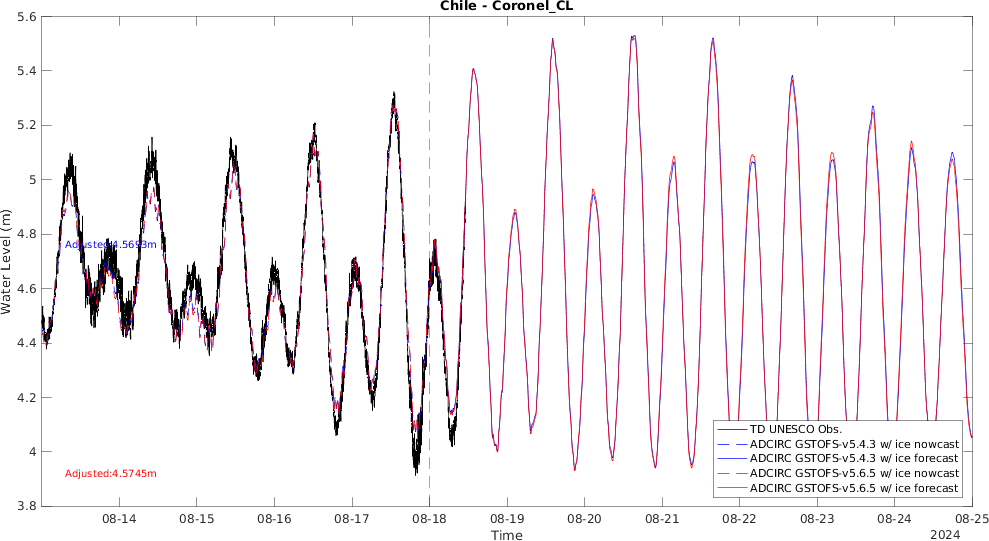 Chile - Coronel_CL
Water Level (m)
5.6
5.4
5.2
5
4.8
4.6
4.4
4.2
4
3.8
Adjusted:4.5693m
Adjusted:4.5745m
TD UNESCO Obs.
ADCIRC GSTOFS-v5.4.3 w/ ice nowcast
ADCIRC GSTOFS-v5.4.3 w/ ice forecast
ADCIRC GSTOFS-v5.6.5 w/ ice nowcast
ADCIRC GSTOFS-v5.6.5 w/ ice forecast
08-14 08-15 08-16 08-17 08-18 08-19 08-20 08-21 08-22 08-23 08-24 08-25
Time
2024